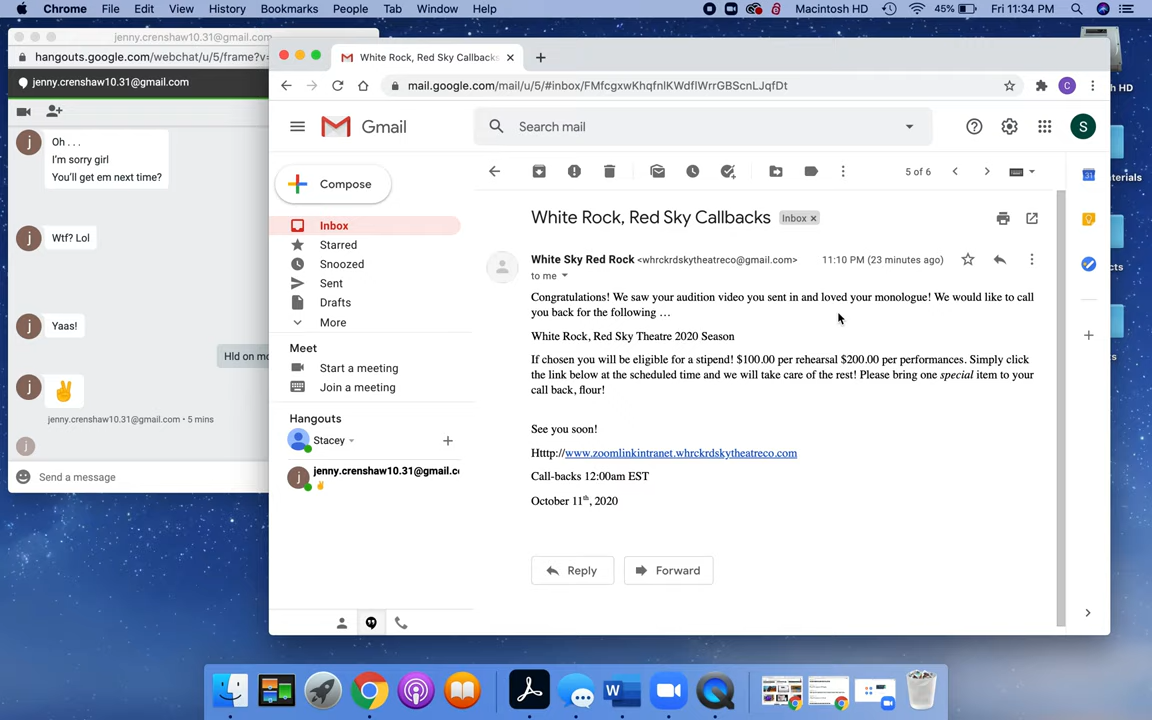 Chrome File Edit View History Bookmarks People Tab Window Help Macintosh HD 45% Fri 11:34 PM
jenny.crenshaw10.31@gmail.com
hangouts.google.com/webchat/u/5/frame?v=
jenny.crenshaw10.31@gmail.com
j
Oh . . .
I'm sorry girl
You'll get em next time?
j
Wtf? Lol
j
Yaas!
Hld on mo
j
✌
jenny.crenshaw10.31@gmail.com • 5 mins
j
Send a message
White Rock, Red Sky Callbacks
mail.google.com/mail/u/5/#inbox/FMfcgxwKhqfnlKWdflWrrGBScnLJqfDt
C
Gmail
Search mail
S
Compose
5 of 6
Inbox
Starred
Snoozed
Sent
Drafts
More
Meet
Start a meeting
Join a meeting
Hangouts
Stacey
j
jenny.crenshaw10.31@gmail.c
✌
White Rock, Red Sky Callbacks Inbox x
White Sky Red Rock <whrckrdskytheatreco@gmail.com> 11:10 PM (23 minutes ago)
to me
Congratulations! We saw your audition video you sent in and loved your monologue! We would like to call
you back for the following …
White Rock, Red Sky Theatre 2020 Season
If chosen you will be eligible for a stipend! $100.00 per rehearsal $200.00 per performances. Simply click
the link below at the scheduled time and we will take care of the rest! Please bring one special item to your
call back, flour!
See you soon!
Htttp://www.zoomlinkintranet.whrckrdskytheatreco.com
Call-backs 12:00am EST
October 11th, 2020
Reply
Forward
31
h HD
terials
cts
s
W